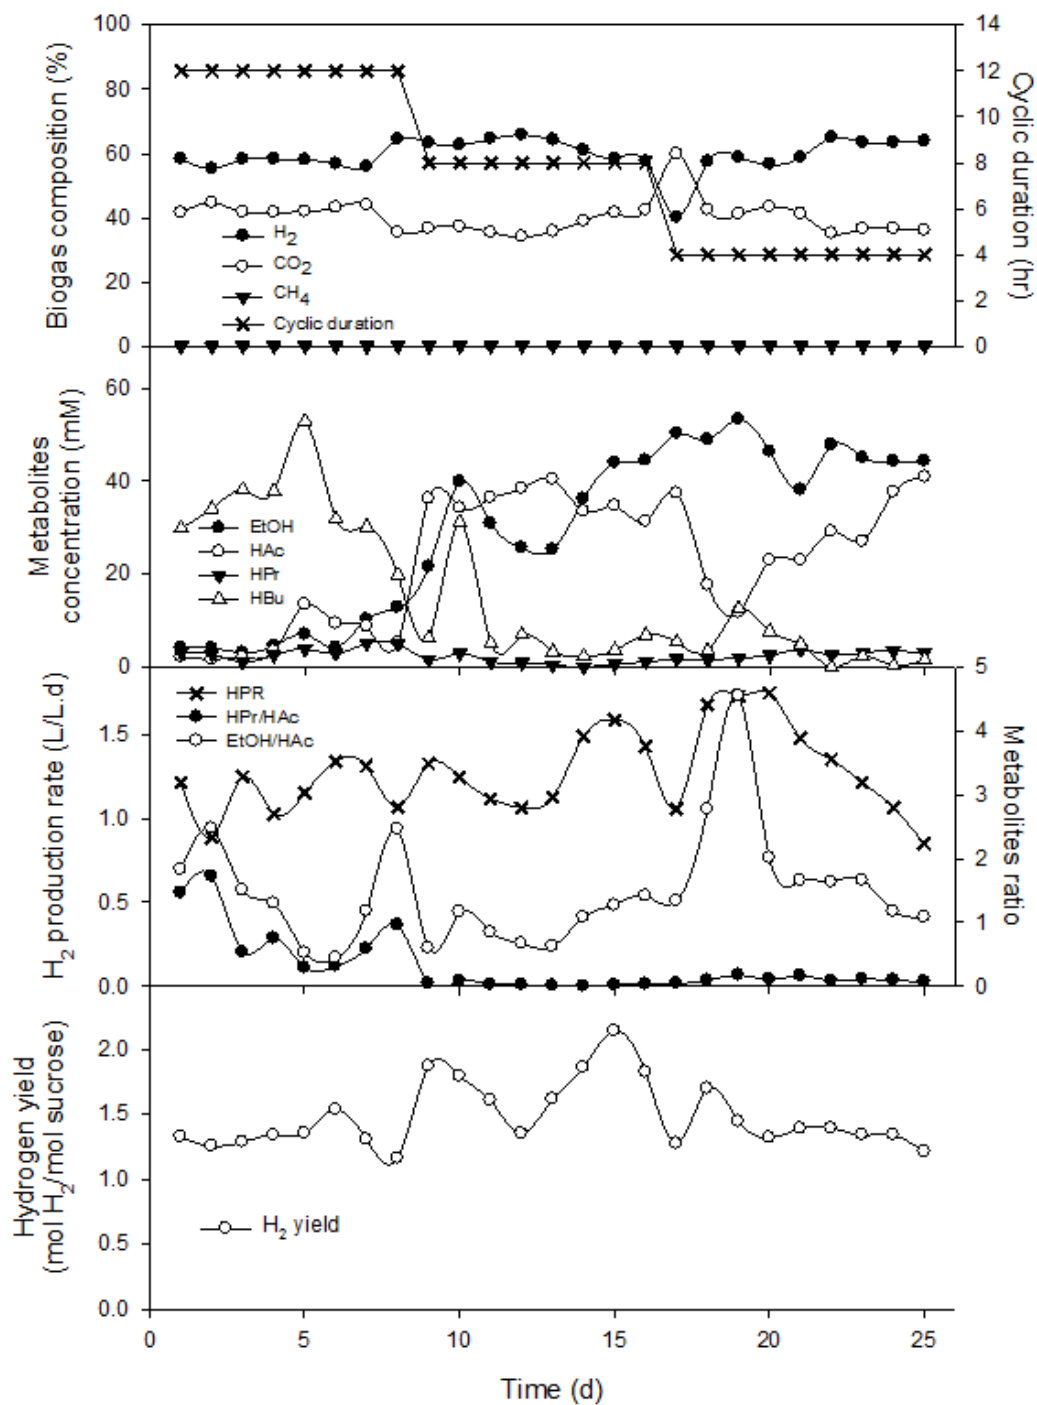 100
80
60
40
20
0
Biogas composition (%)
14
12
10
8
6
4
2
0
Cyclic duration (hr)
H2
CO2
CH4
Cyclic duration
60
40
20
0
Metabolites
concentration (mM)
EtOH
HAc
HPr
HBu
1.5
1.0
0.5
0.0
H2 production rate (L/L.d)
HPR
HPr/HAc
EtOH/HAc
5
4
3
2
1
0
Metabolites ratio
2.0
1.5
1.0
0.5
0.0
Hydrogen yield
(mol H2/mol sucrose)
H2 yield
0 5 10 15 20 25
Time (d)